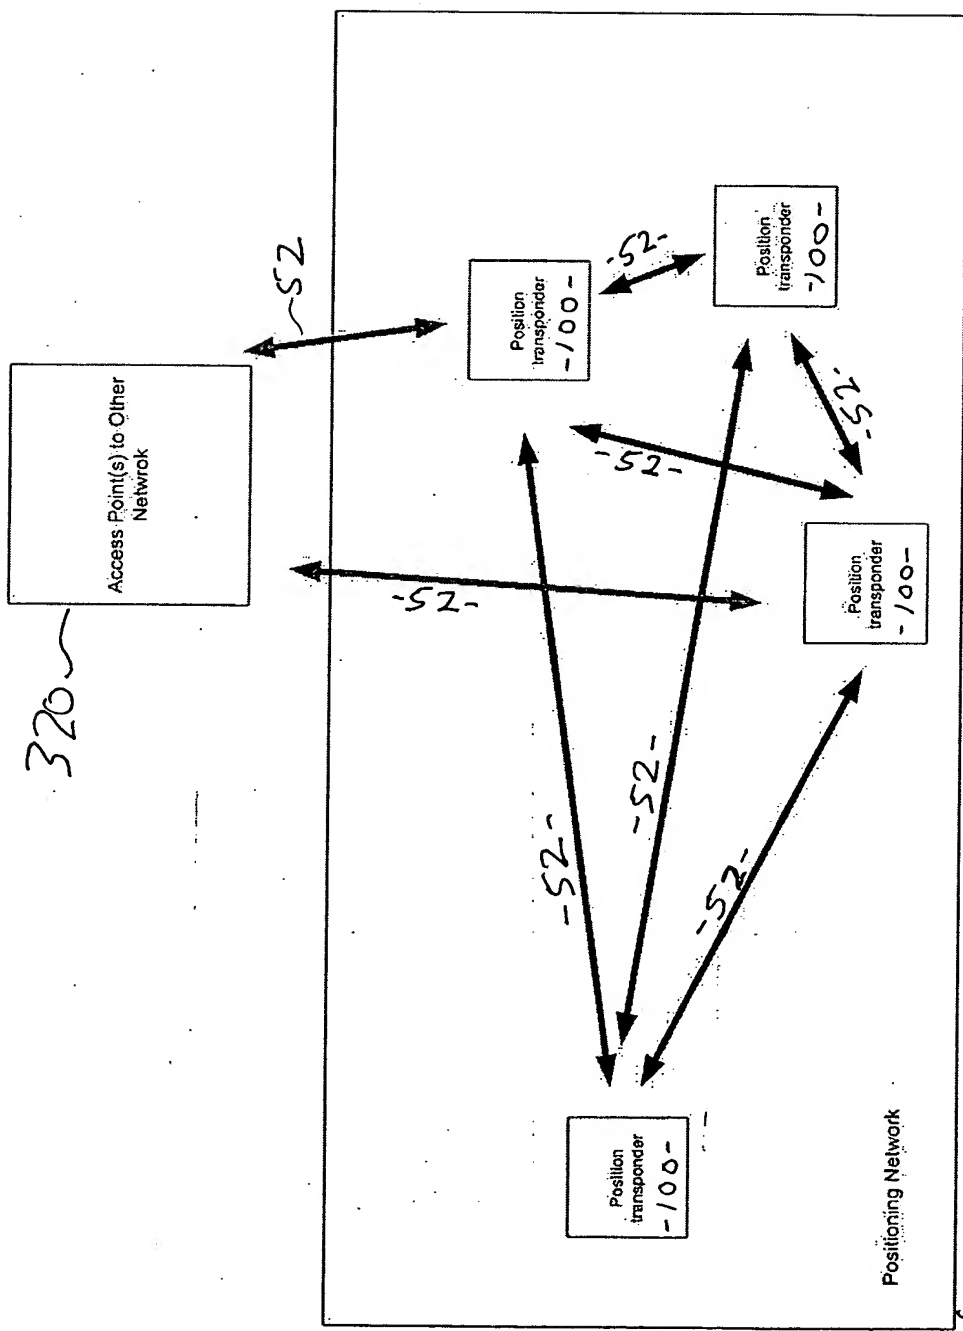 320
Access Point(s) to Other
Netwrok
52
-52-
Position
transponder
-100-
-52-
Position
transponder
-100-
-52-
-52-
-52-
-52-
-52-
Position
transponder
-100-
Position
transponder
-100-
Positioning Network